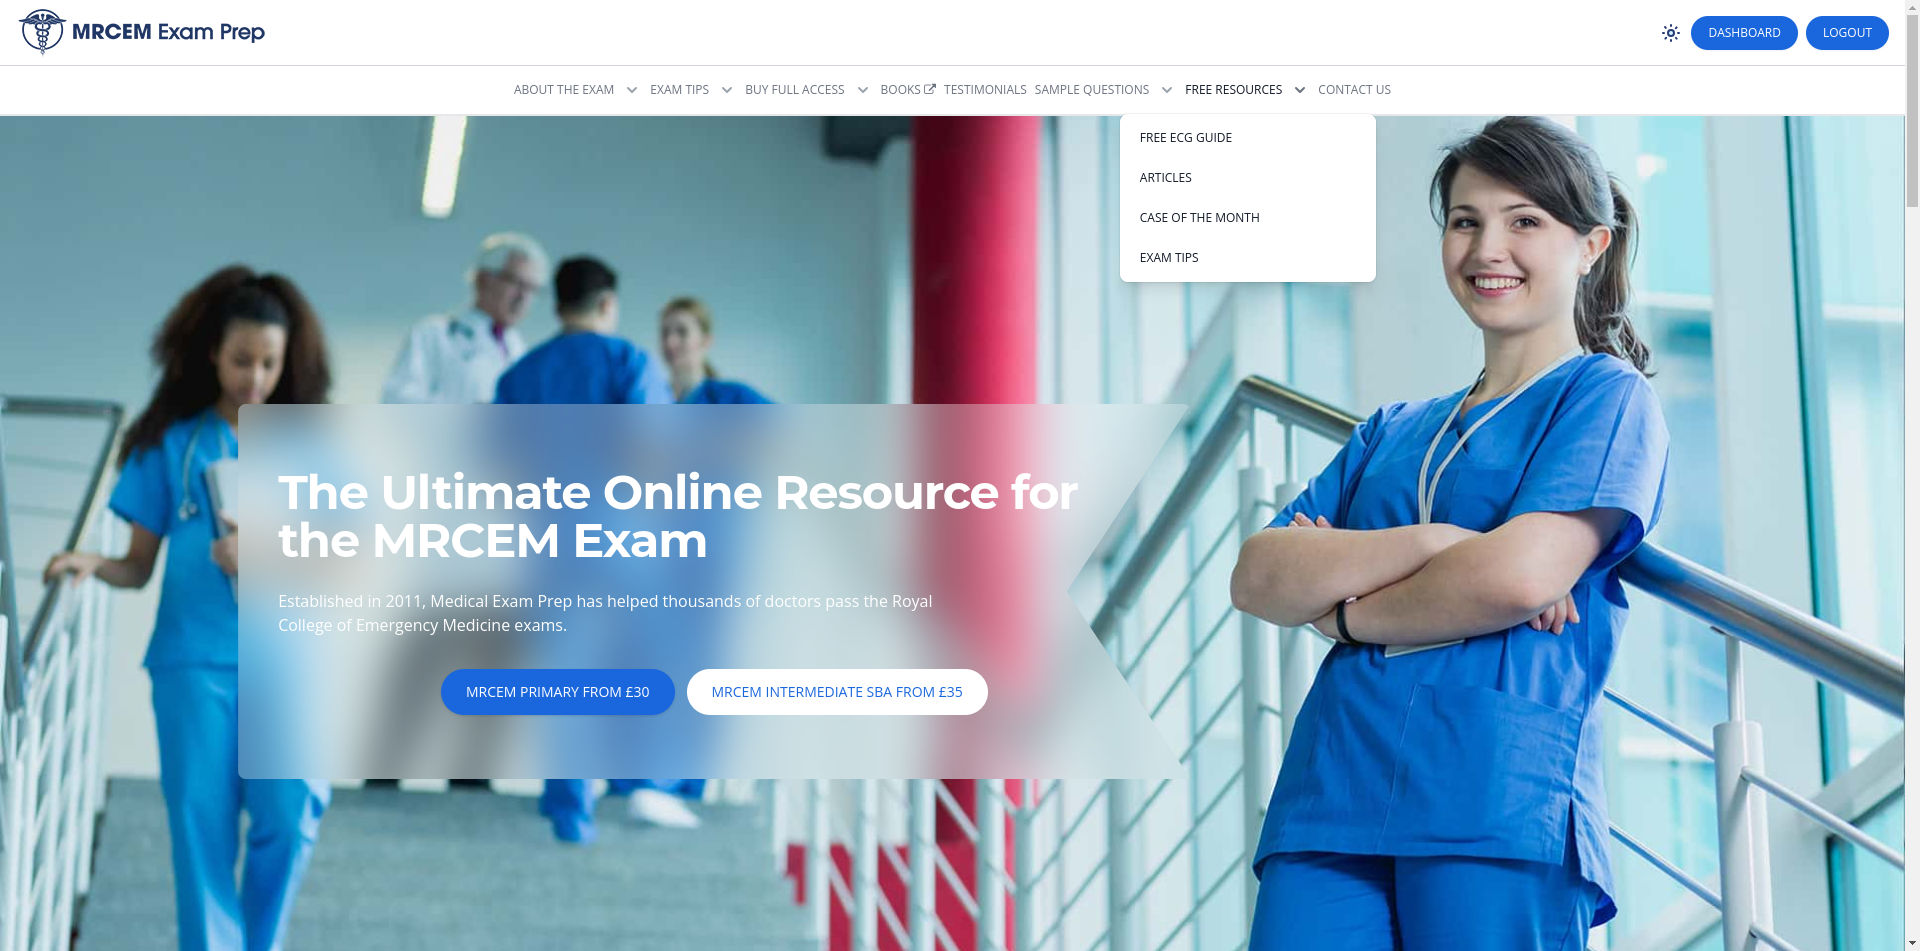 MRCEM Exam Prep
DASHBOARD
LOGOUT
ABOUT THE EXAM
EXAM TIPS
BUY FULL ACCESS
BOOKS
TESTIMONIALS
SAMPLE QUESTIONS
FREE RESOURCES
CONTACT US
FREE ECG GUIDE
ARTICLES
CASE OF THE MONTH
EXAM TIPS
The Ultimate Online Resource for
the MRCEM Exam
Established in 2011, Medical Exam Prep has helped thousands of doctors pass the Royal
College of Emergency Medicine exams.
MRCEM PRIMARY FROM £30
MRCEM INTERMEDIATE SBA FROM £35